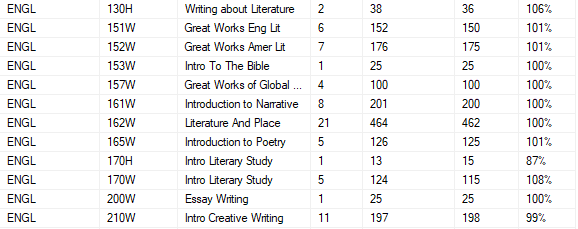 ENGL 130H Writing about Literature 2 38 36 106%
ENGL 151W Great Works Eng Lit 6 152 150 101%
ENGL 152W Great Works Amer Lit 7 176 175 101%
ENGL 153W Intro To The Bible 1 25 25 100%
ENGL 157W Great Works of Global ... 4 100 100 100%
ENGL 161W Introduction to Narrative 8 201 200 100%
ENGL 162W Literature And Place 21 464 462 100%
ENGL 165W Introduction to Poetry 5 126 125 101%
ENGL 170H Intro Literary Study 1 13 15 87%
ENGL 170W Intro Literary Study 5 124 115 108%
ENGL 200W Essay Writing 1 25 25 100%
ENGL 210W Intro Creative Writing 11 197 198 99%